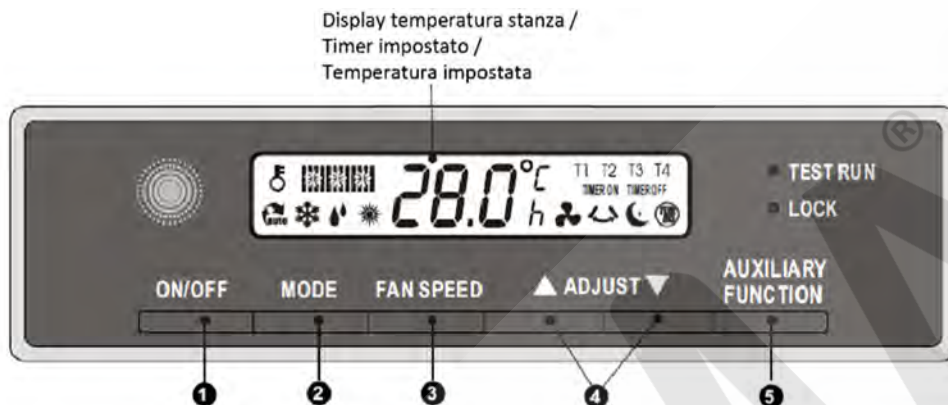 Display temperatura stanza /
Timer impostato /
Temperatura impostata
®
auto 28.0°C h T1 T2 T3 T4
TIMER ON TIMER OFF
TEST RUN
LOCK
ON/OFF MODE FAN SPEED ▲ ADJUST ▼ AUXILIARY FUNCTION
1 2 3 4 5